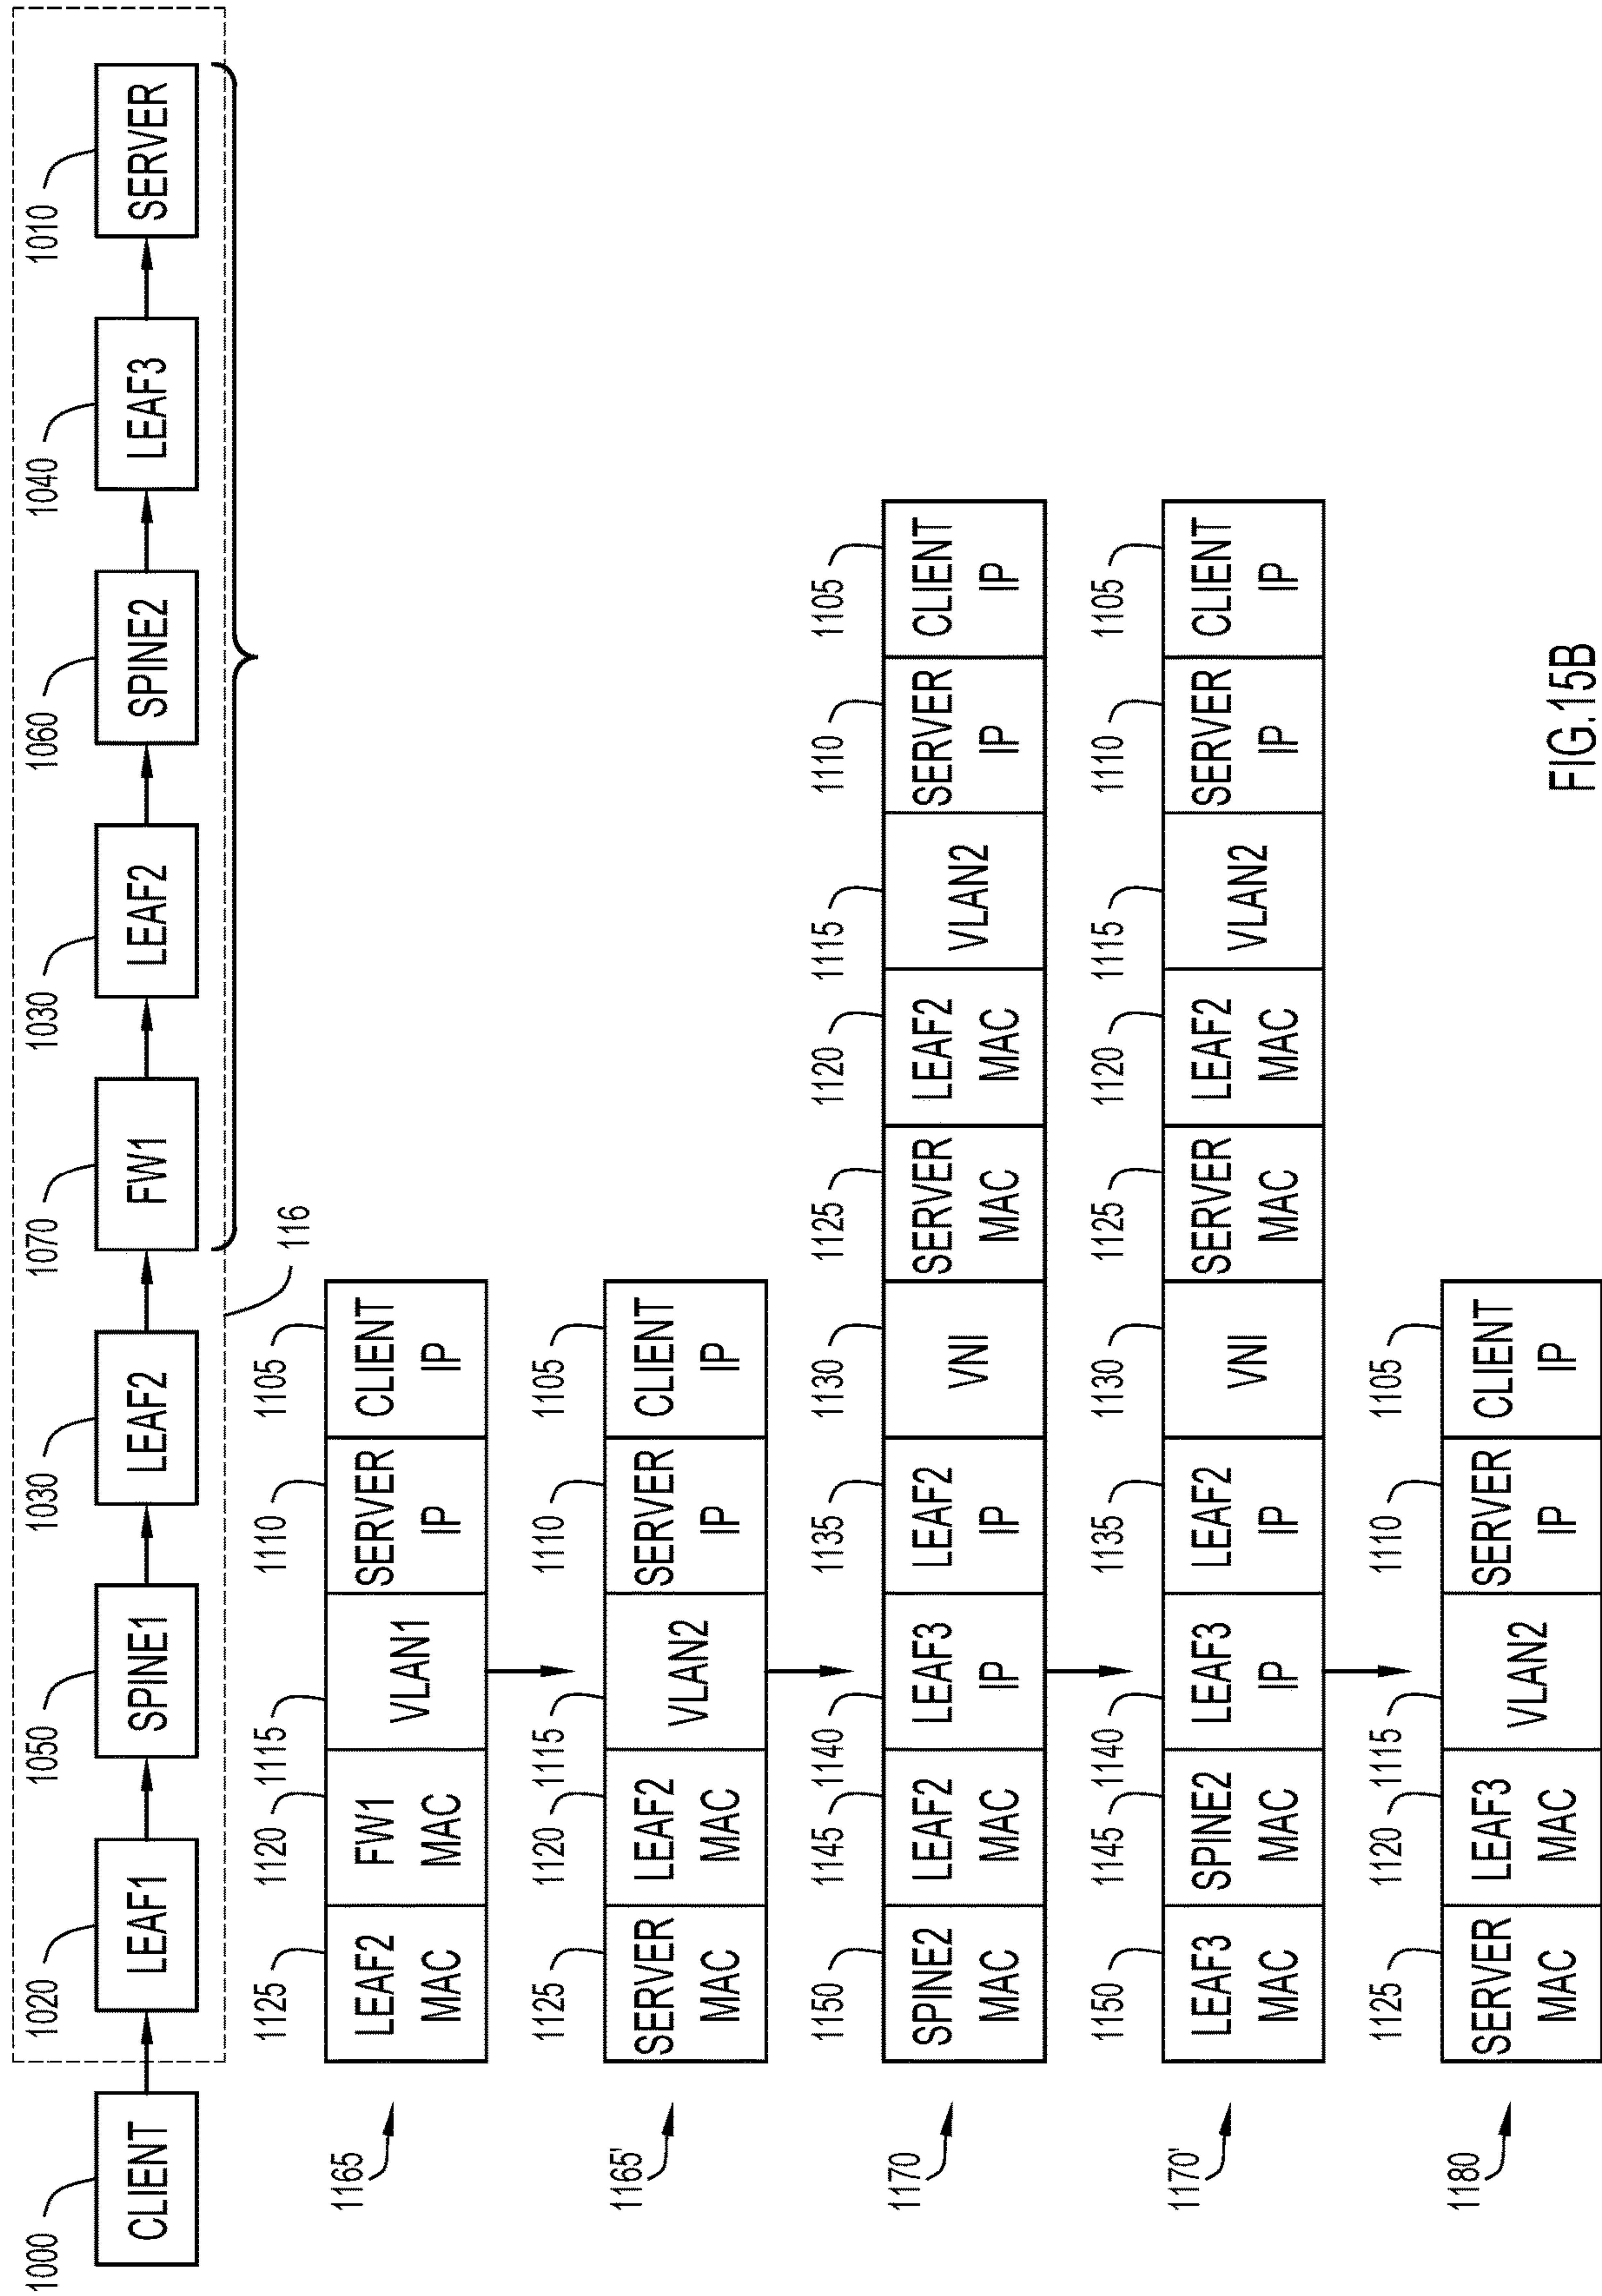 1000 1020 1050 1030 1070 1030 1060 1040 1010
CLIENT LEAF1 SPINE1 LEAF2 FW1 LEAF2 SPINE2 LEAF3 SERVER
116
1125 1120 1115 1110 1105
1165 LEAF2 MAC FW1 MAC VLAN1 SERVER IP CLIENT IP
1125 1120 1115 1110 1105
1165' SERVER MAC LEAF2 MAC VLAN2 SERVER IP CLIENT IP
1150 1145 1140 1135 1130 1125 1120 1115 1110 1105
1170 SPINE2 MAC LEAF2 MAC LEAF3 IP LEAF2 IP VNI SERVER MAC LEAF2 MAC VLAN2 SERVER IP CLIENT IP
1150 1145 1140 1135 1130 1125 1120 1115 1110 1105
1170' LEAF3 MAC SPINE2 MAC LEAF3 IP LEAF2 IP VNI SERVER MAC LEAF2 MAC VLAN2 SERVER IP CLIENT IP
1125 1120 1115 1110 1105
1180 SERVER MAC LEAF3 MAC VLAN2 SERVER IP CLIENT IP
FIG.15B